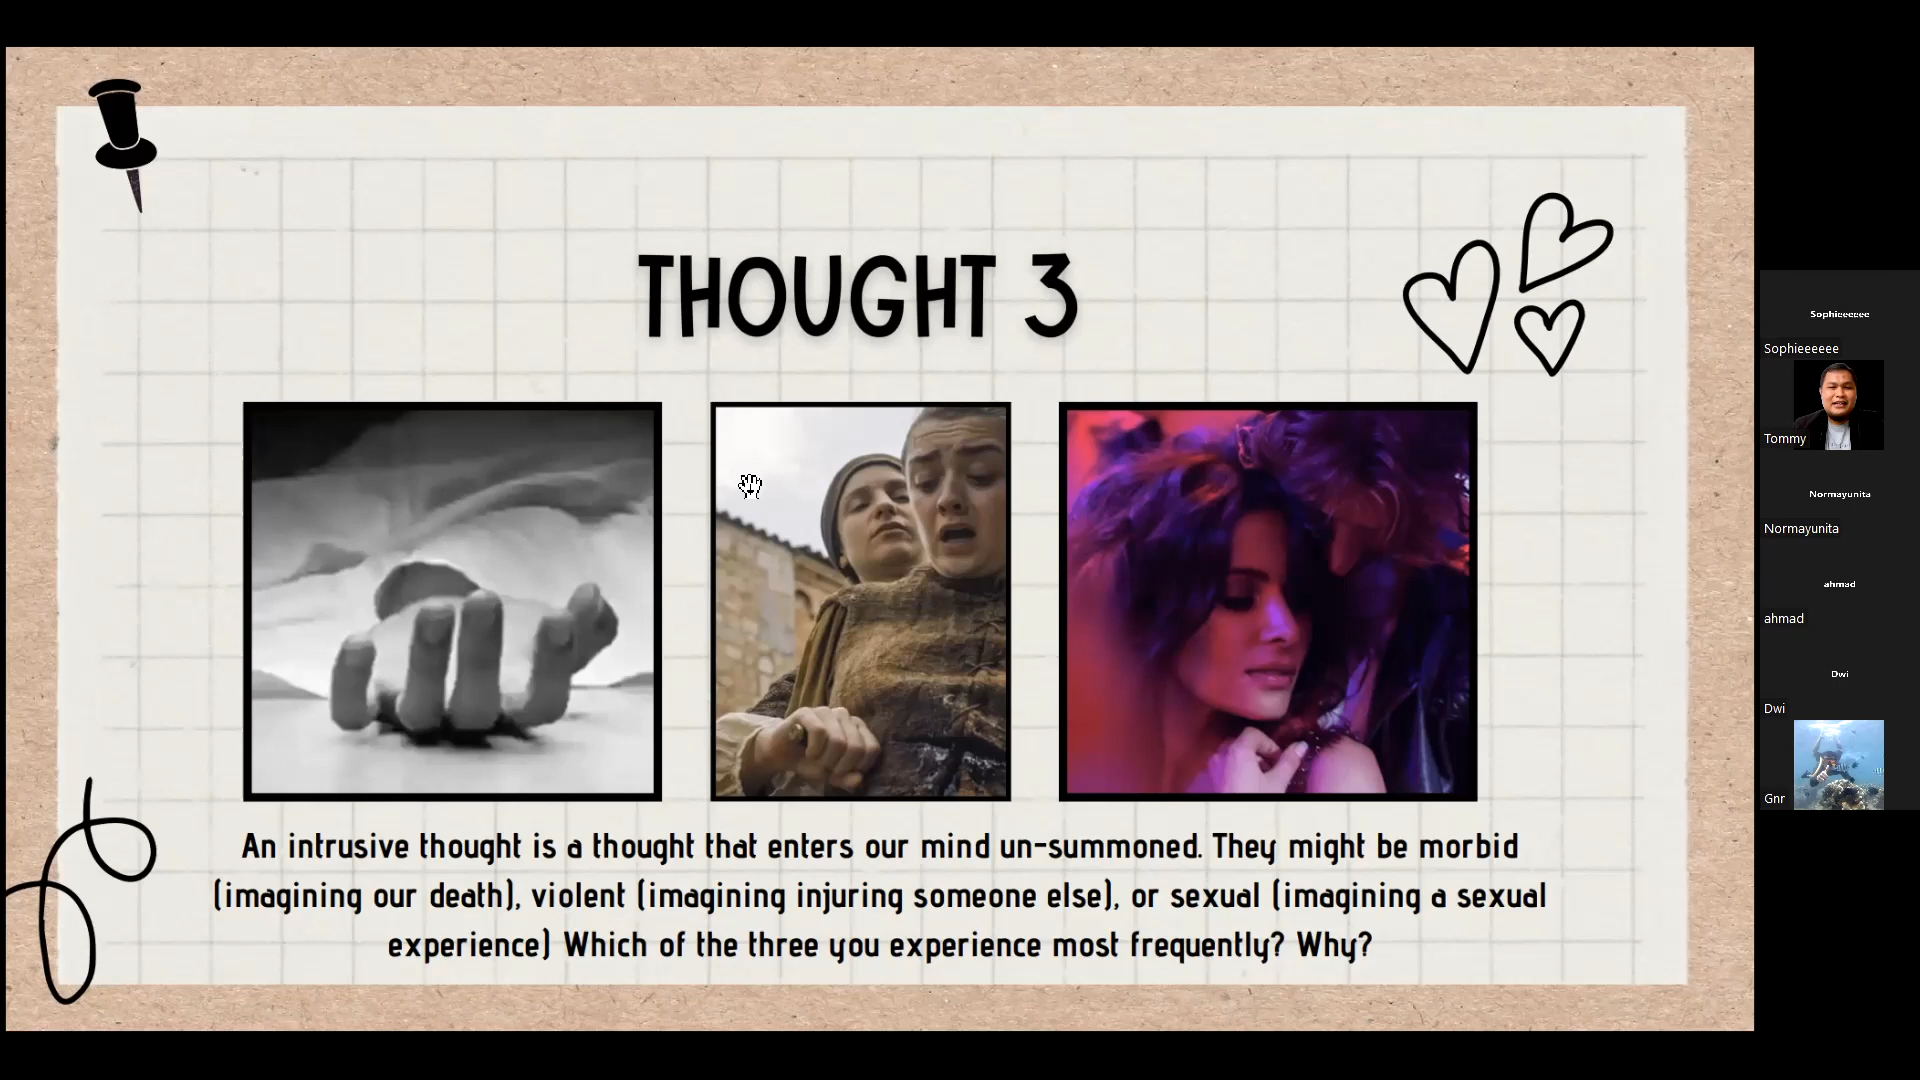 THOUGHT 3
An intrusive thought is a thought that enters our mind un-summoned. They might be morbid
(imagining our death), violent (imagining injuring someone else), or sexual (imagining a sexual
experience) Which of the three you experience most frequently? Why?
Sophieeeeee
Sophieeeeee
Tommy
Normayunita
Normayunita
ahmad
ahmad
Dwi
Dwi
Gnr